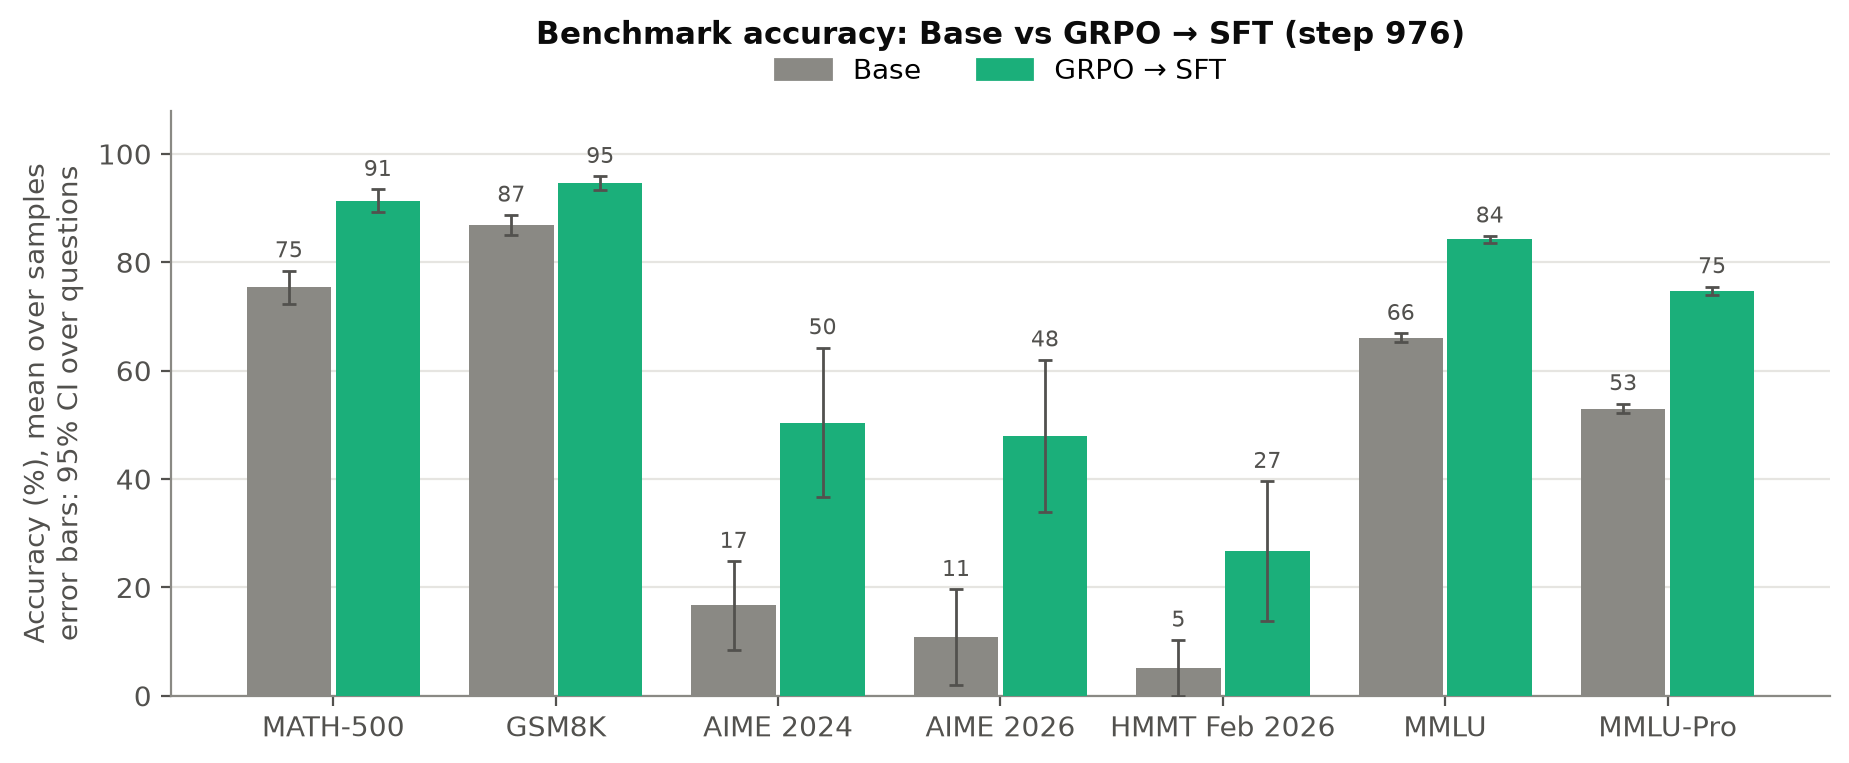 Benchmark accuracy: Base vs GRPO → SFT (step 976)
Base
GRPO → SFT
Accuracy (%), mean over samples
error bars: 95% CI over questions
100
80
60
40
20
0
75
91
87
95
17
50
11
48
5
27
66
84
53
75
MATH-500
GSM8K
AIME 2024
AIME 2026
HMMT Feb 2026
MMLU
MMLU-Pro